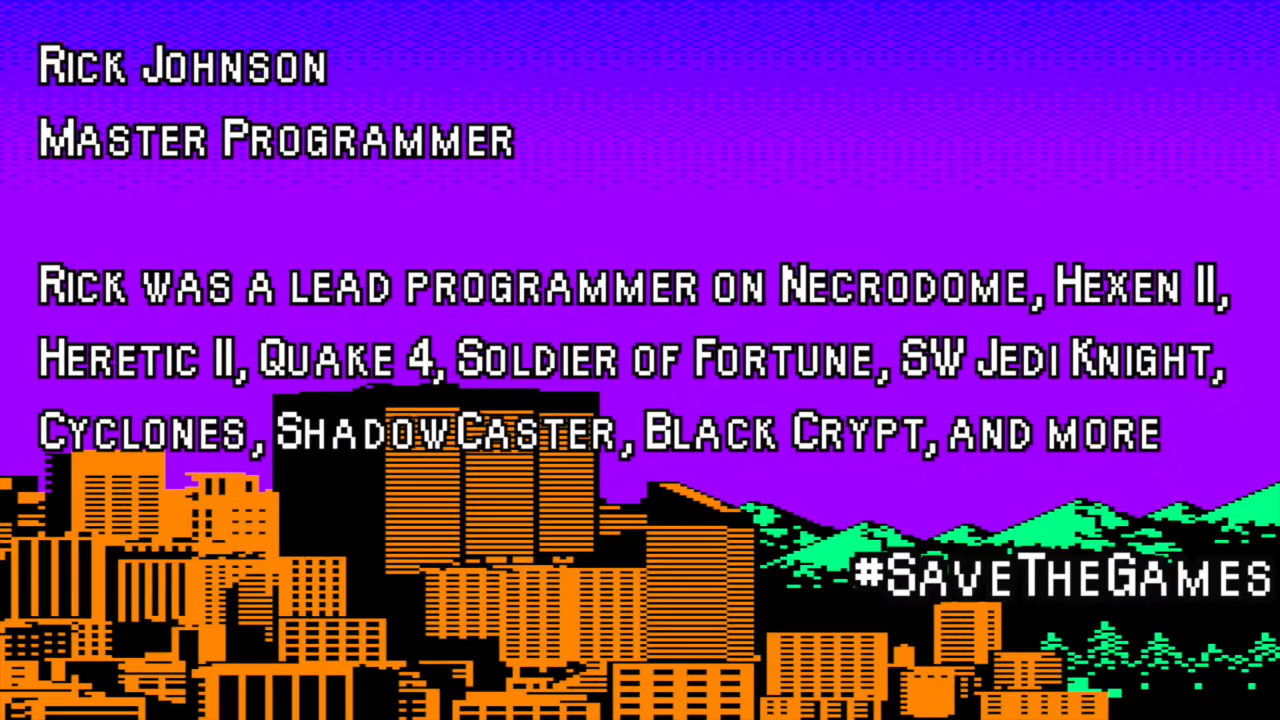 Rick Johnson
Master Programmer
Rick was a lead programmer on Necrodome, Hexen II,
Heretic II, Quake 4, Soldier of Fortune, SW Jedi Knight,
Cyclones, ShadowCaster, Black Crypt, and more
#SaveTheGames